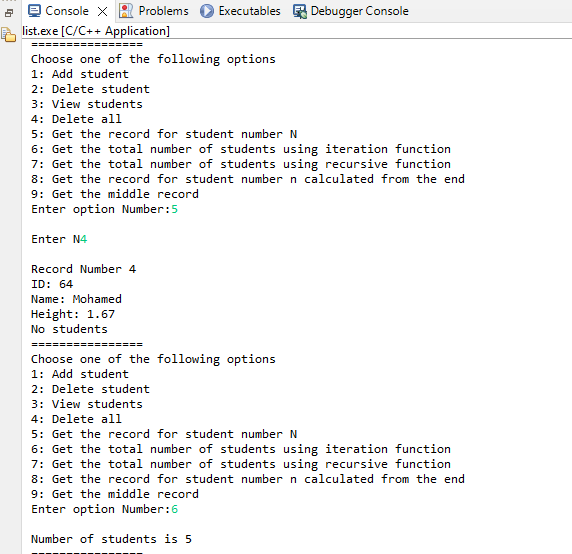 Console Problems Executables Debugger Console
list.exe [C/C++ Application]
================
Choose one of the following options
1: Add student
2: Delete student
3: View students
4: Delete all
5: Get the record for student number N
6: Get the total number of students using iteration function
7: Get the total number of students using recursive function
8: Get the record for student number n calculated from the end
9: Get the middle record
Enter option Number:5

Enter N4

Record Number 4
ID: 64
Name: Mohamed
Height: 1.67
No students
================
Choose one of the following options
1: Add student
2: Delete student
3: View students
4: Delete all
5: Get the record for student number N
6: Get the total number of students using iteration function
7: Get the total number of students using recursive function
8: Get the record for student number n calculated from the end
9: Get the middle record
Enter option Number:6

Number of students is 5
================